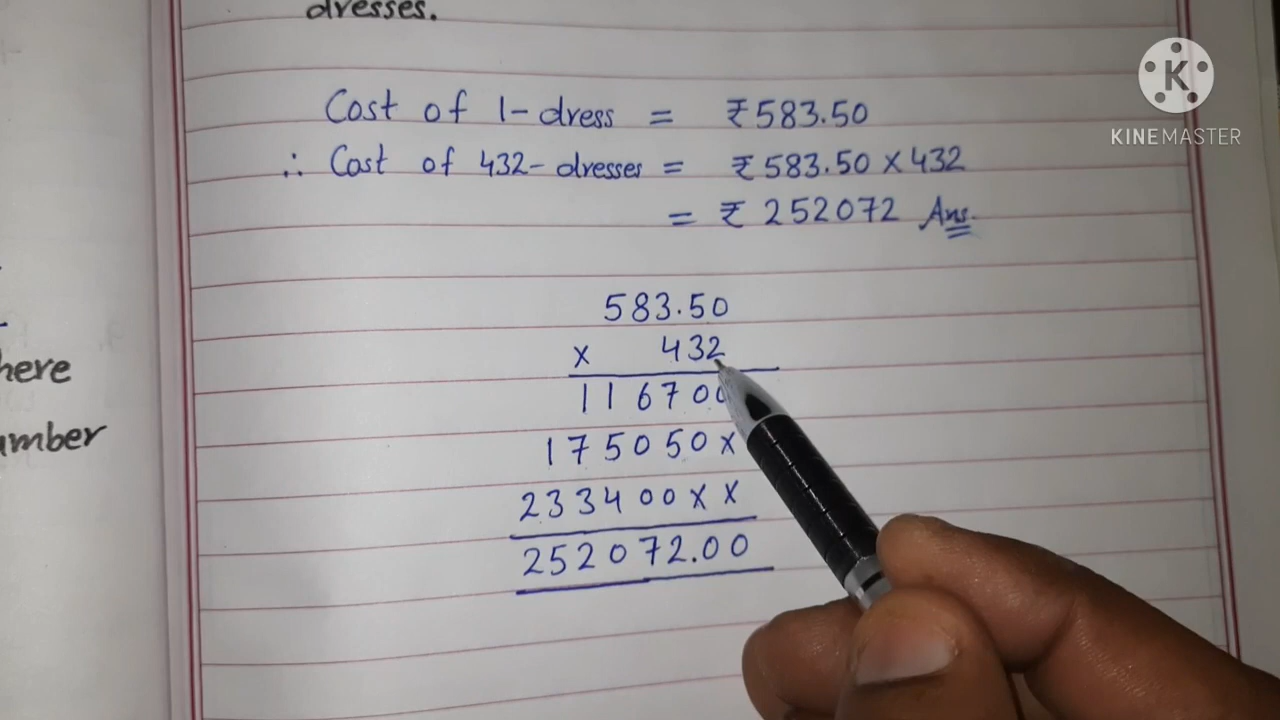 dresses.
Cost of 1-dress = ₹583.50
∴ Cost of 432-dresses = ₹583.50 × 432
= ₹ 252072 Ans.
583.50
× 432
116700
175050×
233400××
252072.00
here
umber
K
KINEMASTER